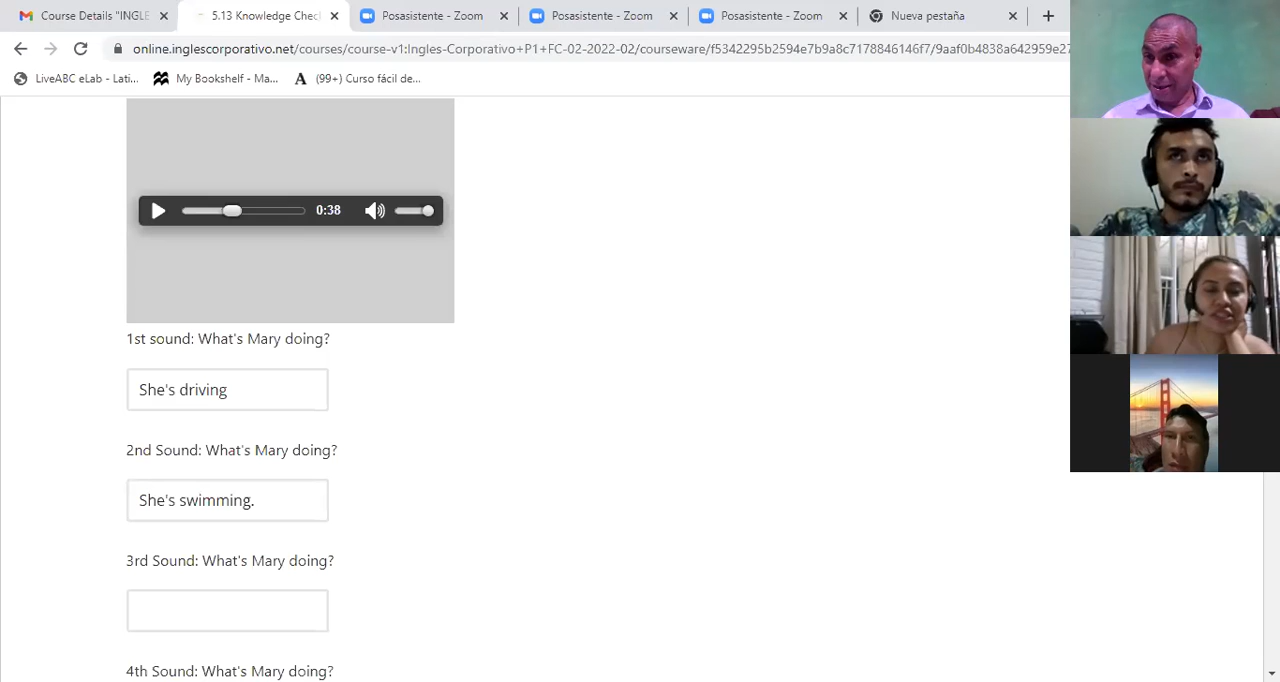 Course Details "INGLE
5.13 Knowledge Chec
Posasistente - Zoom
Posasistente - Zoom
Posasistente - Zoom
Nueva pestaña
online.inglescorporativo.net/courses/course-v1:Ingles-Corporativo+P1+FC-02-2022-02/courseware/f5342295b2594e7b9a8c7178846146f7/9aaf0b4838a642959e27
LiveABC eLab - Lati...
My Bookshelf - Ma...
(99+) Curso fácil de...
0:38
1st sound: What's Mary doing?
She's driving
2nd Sound: What's Mary doing?
She's swimming.
3rd Sound: What's Mary doing?
4th Sound: What's Mary doing?